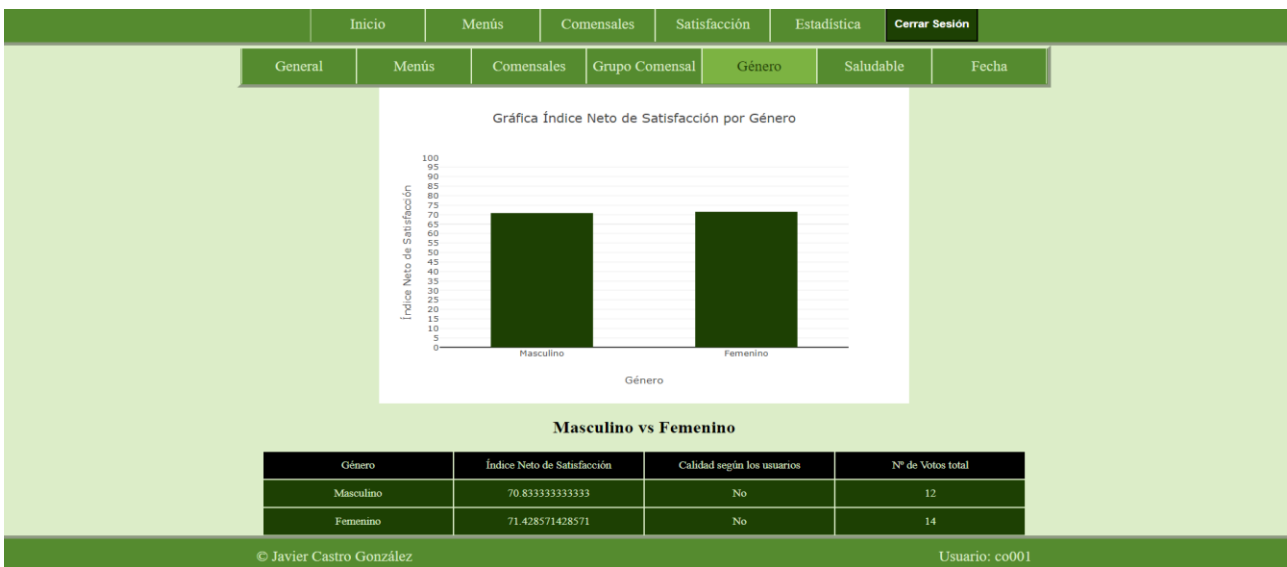 Inicio Menús Comensales Satisfacción Estadística Cerrar Sesión
General Menús Comensales Grupo Comensal Género Saludable Fecha
Gráfica Índice Neto de Satisfacción por Género
Índice Neto de Satisfacción
100
95
90
85
80
75
70
65
60
55
50
45
40
35
30
25
20
15
10
5
0
Masculino Femenino
Género
Masculino vs Femenino
Género Índice Neto de Satisfacción Calidad según los usuarios Nº de Votos total
Masculino 70.833333333333 No 12
Femenino 71.428571428571 No 14
© Javier Castro González Usuario: co001